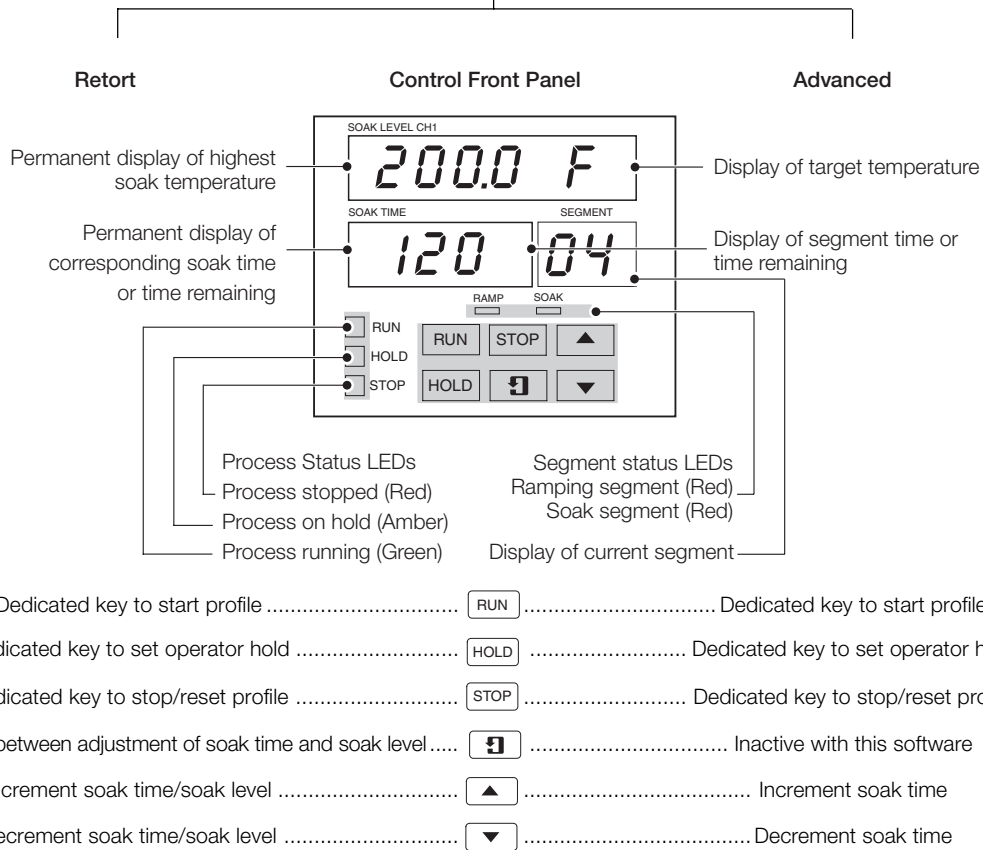 Retort
Control Front Panel
Advanced
SOAK LEVEL CH1
200.0 F
Permanent display of highest
soak temperature
Display of target temperature
SOAK TIME
SEGMENT
120
04
Permanent display of
corresponding soak time
or time remaining
Display of segment time or
time remaining
RAMP
SOAK
RUN
HOLD
STOP
RUN
STOP
HOLD
Process Status LEDs
Process stopped (Red)
Process on hold (Amber)
Process running (Green)
Segment status LEDs
Ramping segment (Red)
Soak segment (Red)
Display of current segment
Dedicated key to start profile .............................. RUN .............................. Dedicated key to start profile
key to set operator hold ......................... HOLD ........................ Dedicated key to set operator
key to stop/reset profile .......................... STOP ......................... Dedicated key to stop/reset
between adjustment of soak time and soak level ..... ............................... Inactive with this software
soak time/soak level ............................ ................................... Increment soak time
soak time/soak level ........................... ................................... Decrement soak time